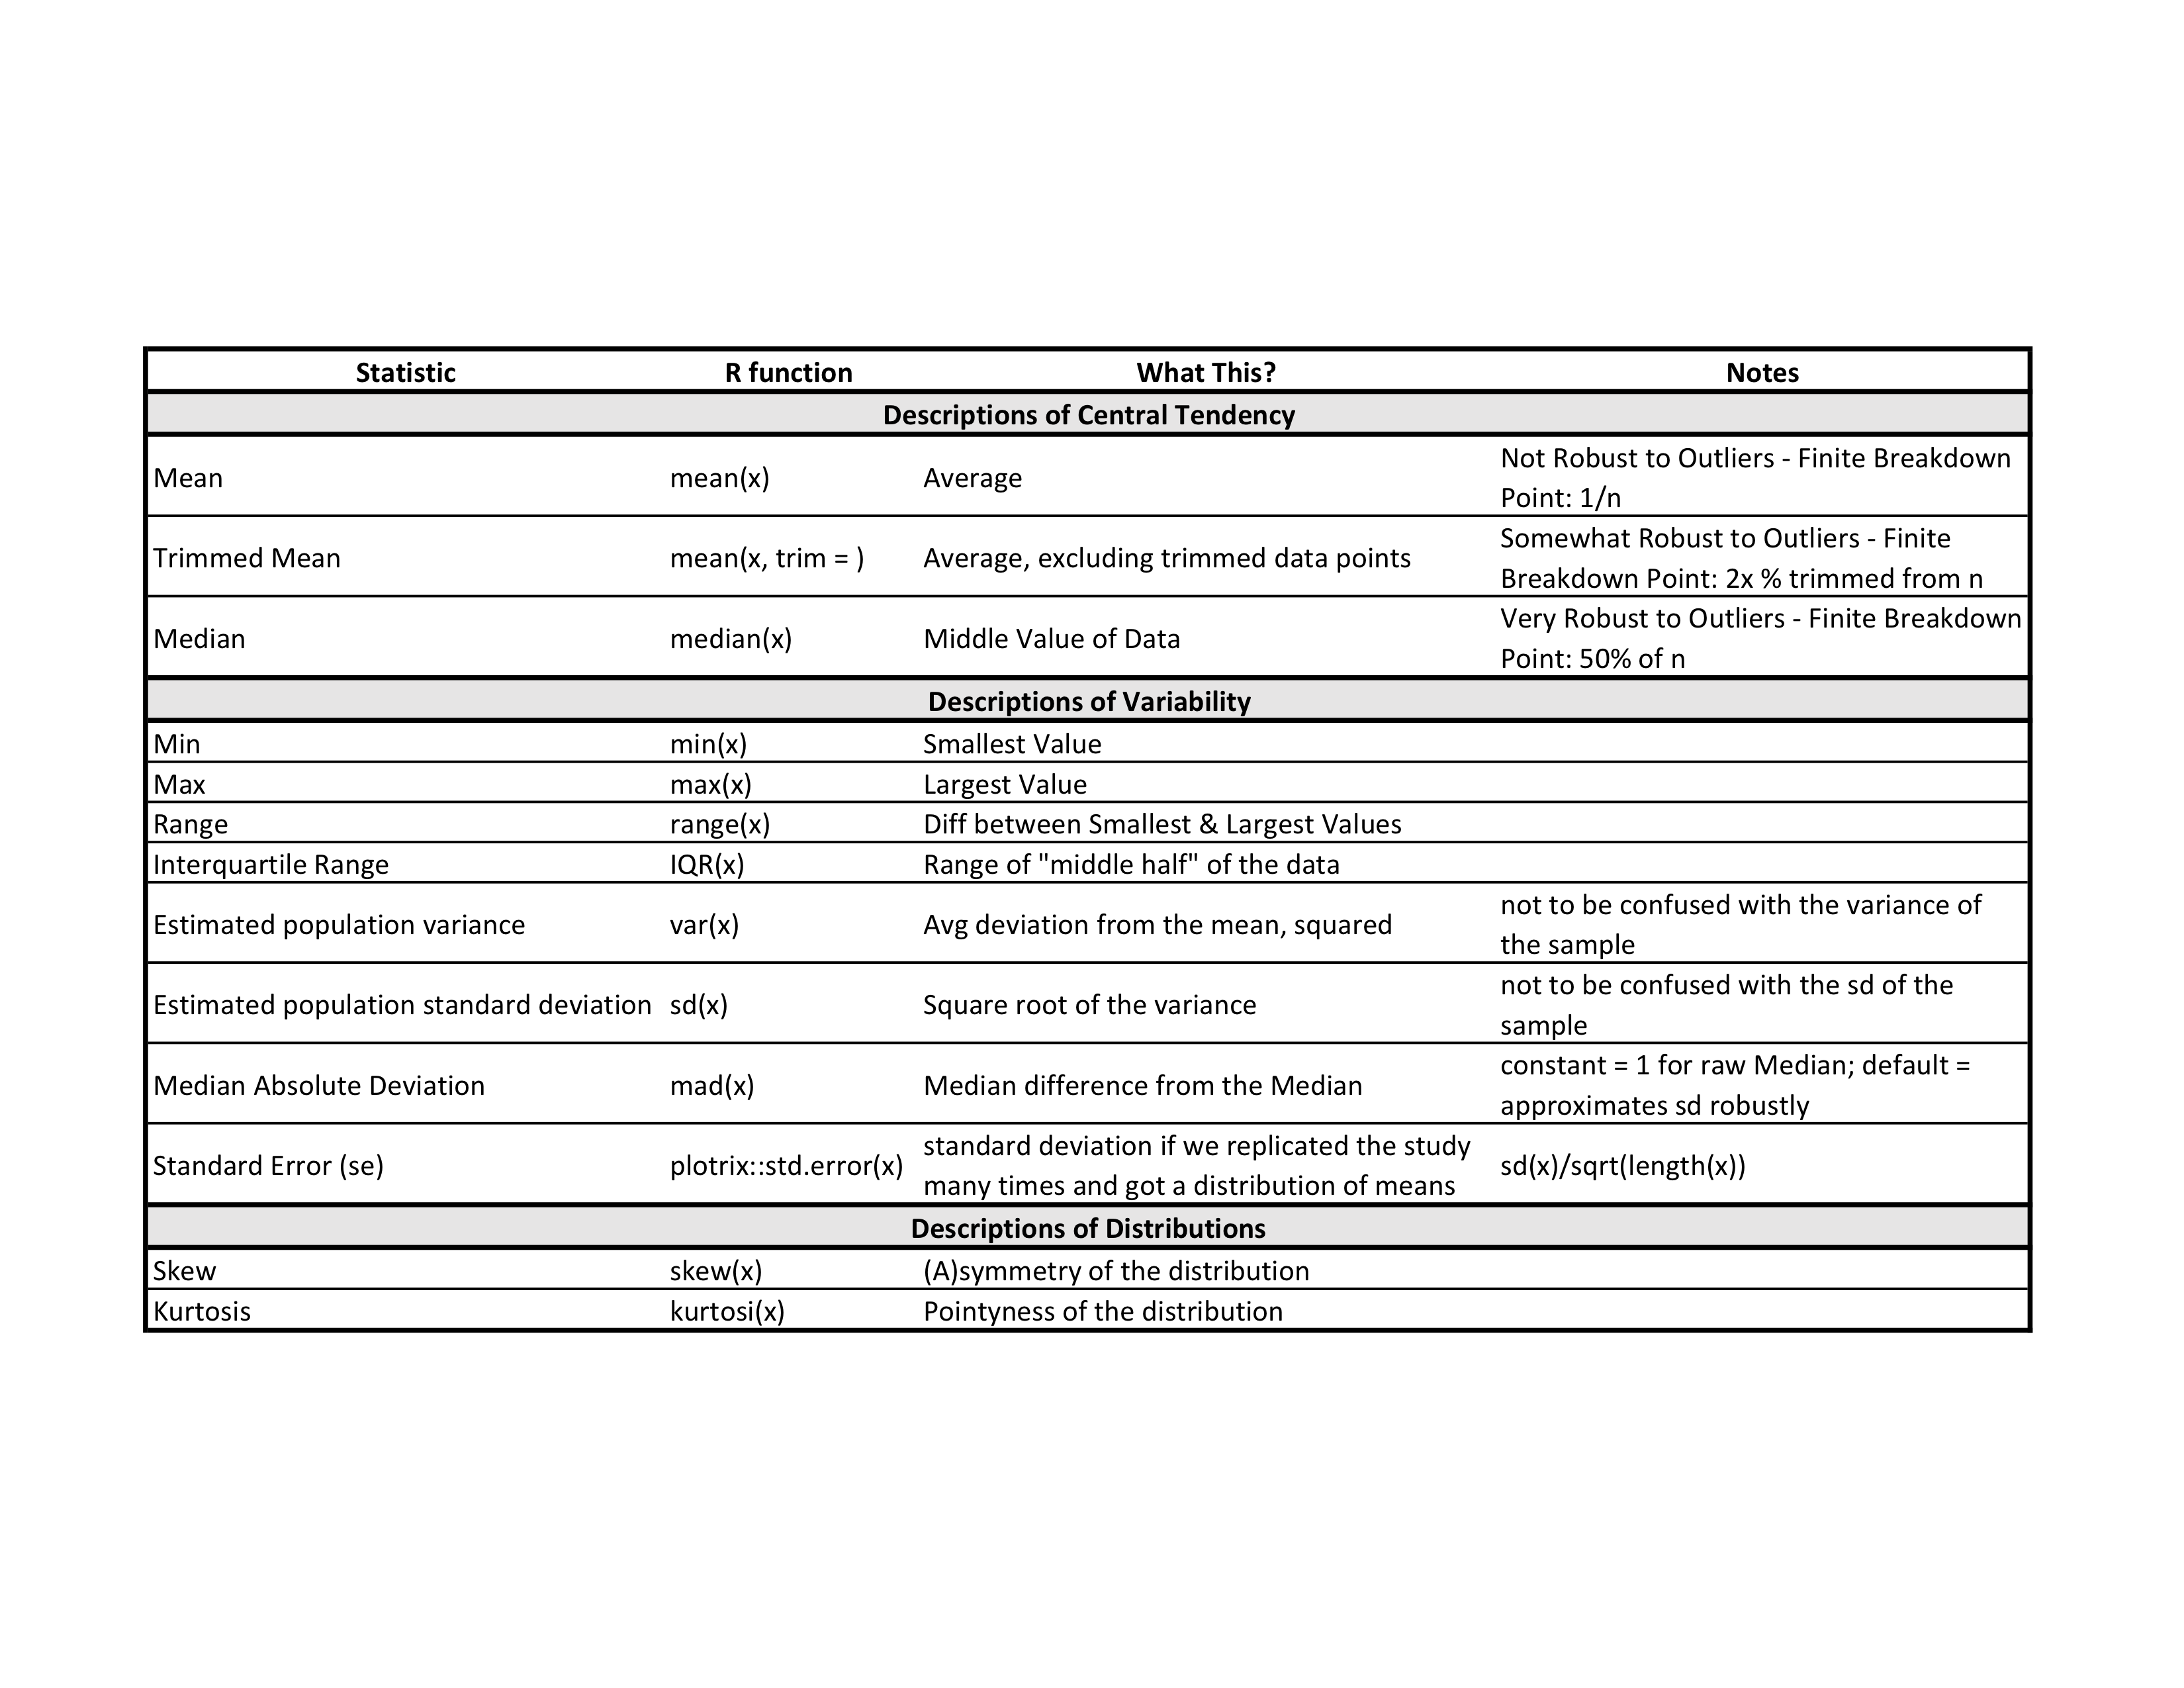 Statistic R function What This? Notes
Descriptions of Central Tendency
Mean mean(x) Average Not Robust to Outliers - Finite Breakdown
Point: 1/n
Trimmed Mean mean(x, trim = ) Average, excluding trimmed data points Somewhat Robust to Outliers - Finite
Breakdown Point: 2x % trimmed from n
Median median(x) Middle Value of Data Very Robust to Outliers - Finite Breakdown
Point: 50% of n
Descriptions of Variability
Min min(x) Smallest Value
Max max(x) Largest Value
Range range(x) Diff between Smallest & Largest Values
Interquartile Range IQR(x) Range of "middle half" of the data
Estimated population variance var(x) Avg deviation from the mean, squared not to be confused with the variance of
the sample
Estimated population standard deviation sd(x) Square root of the variance not to be confused with the sd of the
sample
Median Absolute Deviation mad(x) Median difference from the Median constant = 1 for raw Median; default =
approximates sd robustly
Standard Error (se) plotrix::std.error(x) standard deviation if we replicated the study
many times and got a distribution of means sd(x)/sqrt(length(x))
Descriptions of Distributions
Skew skew(x) (A)symmetry of the distribution
Kurtosis kurtosi(x) Pointyness of the distribution